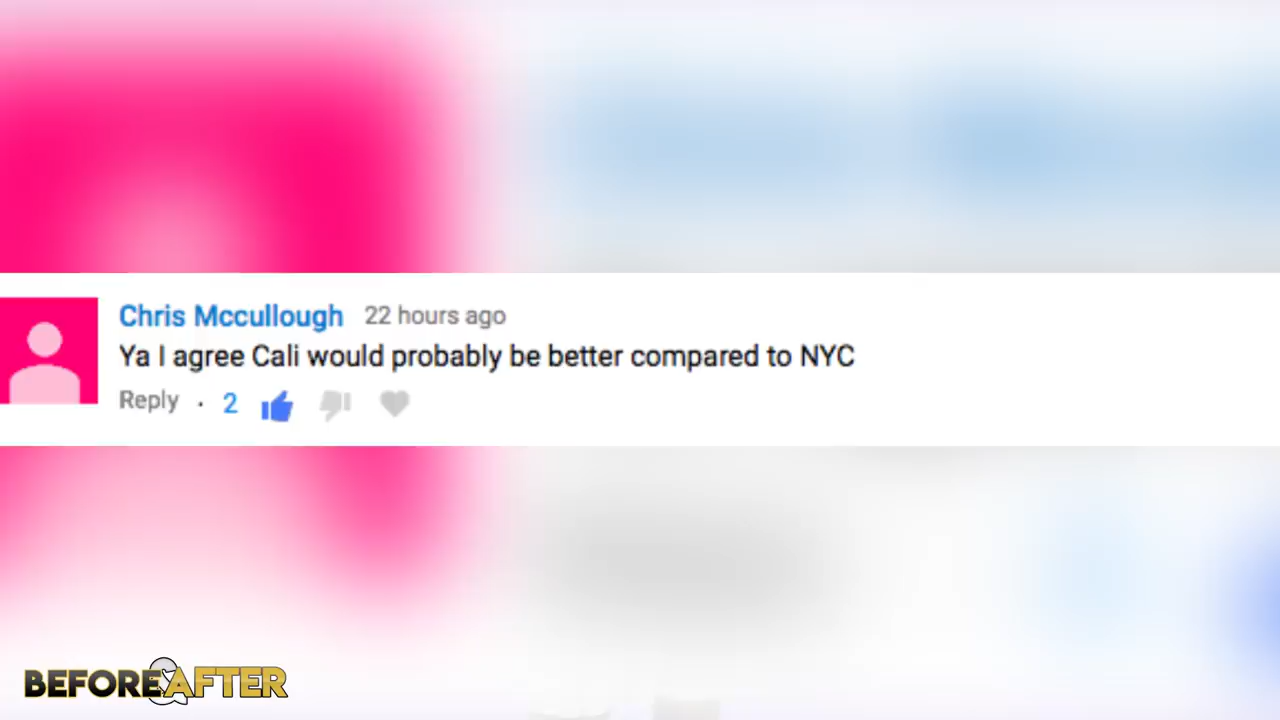 Chris Mccullough 22 hours ago
Ya I agree Cali would probably be better compared to NYC
Reply · 2
BEFORE&AFTER